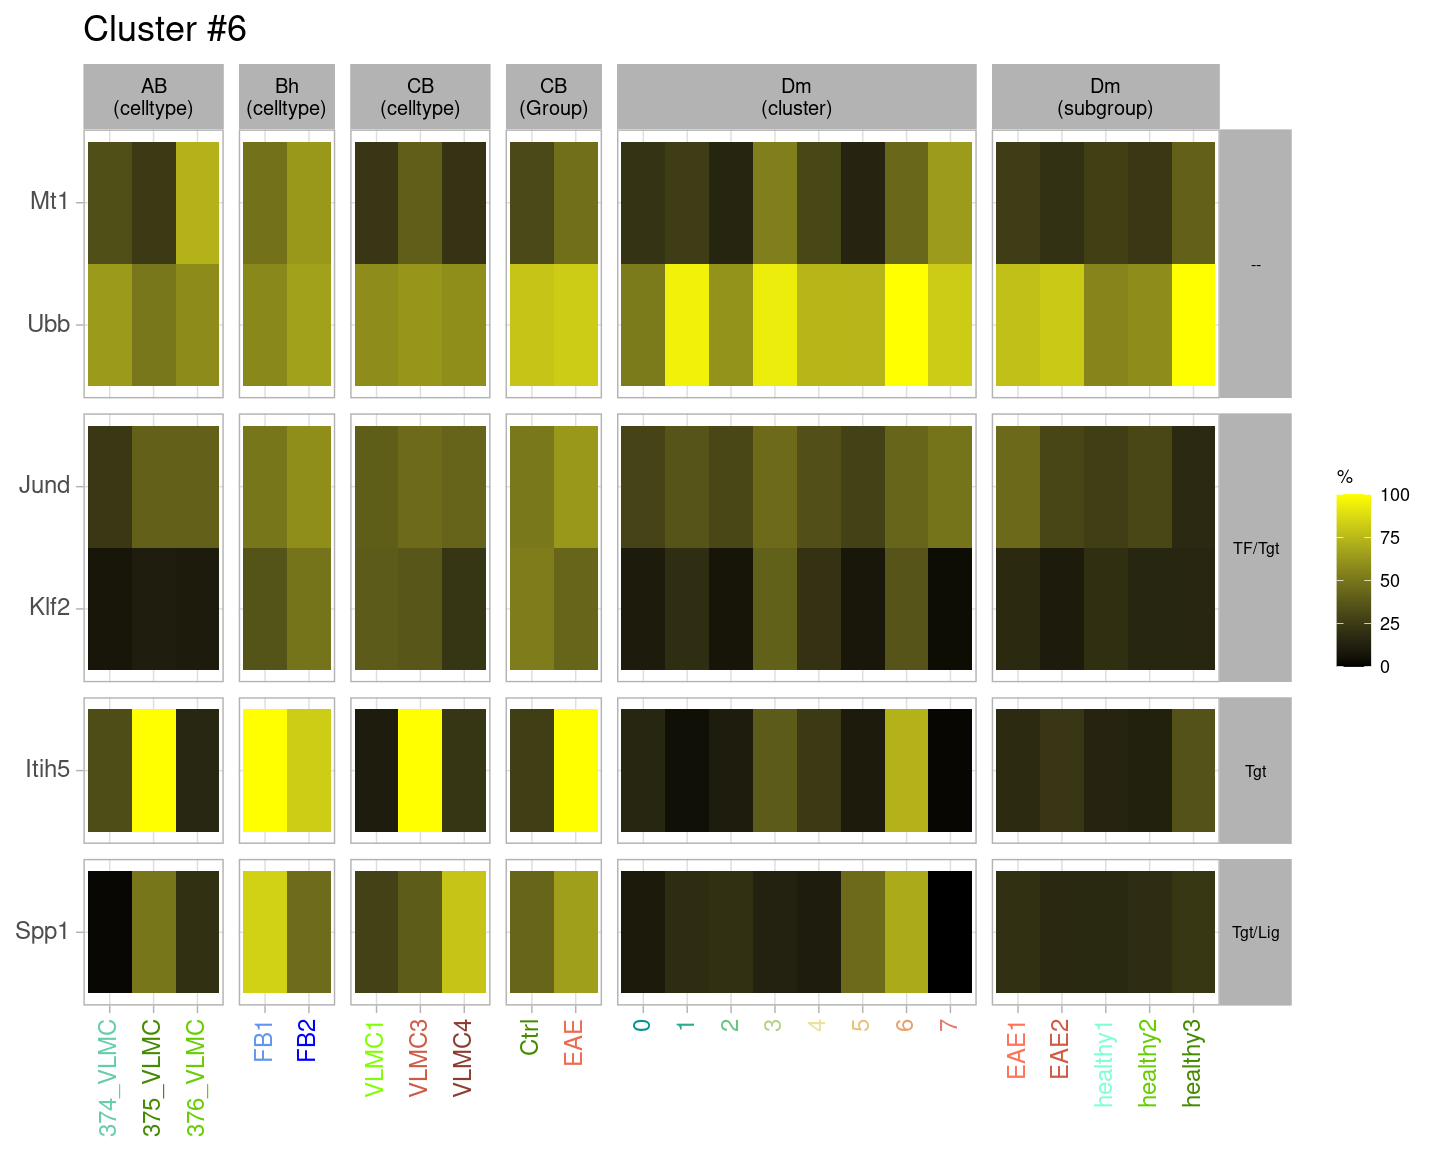 Cluster #6
AB
(celltype)
Bh
(celltype)
CB
(celltype)
CB
(Group)
Dm
(cluster)
Dm
(subgroup)
Mt1
Ubb
--
Jund
Klf2
TF/Tgt
Itih5
Tgt
Spp1
Tgt/Lig
374_VLMC
375_VLMC
376_VLMC
FB1
FB2
VLMC1
VLMC3
VLMC4
Ctrl
EAE
0
1
2
3
4
5
6
7
EAE1
EAE2
healthy1
healthy2
healthy3
%
100
75
50
25
0